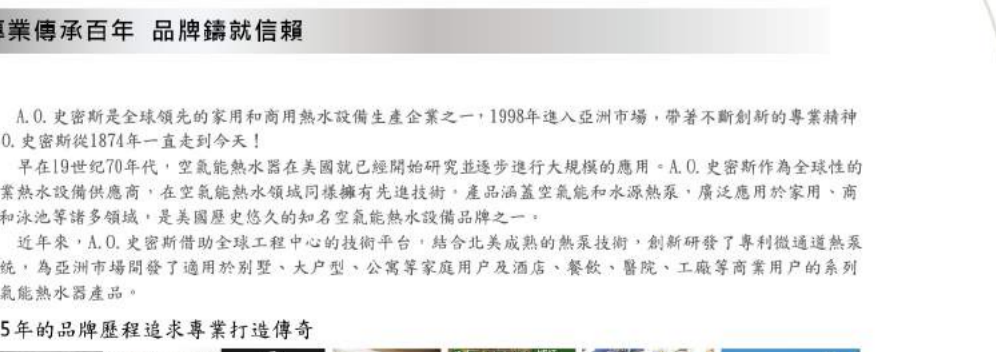 業傳承百年 品牌鑄就信賴
A.O.史密斯是全球領先的家用和商用熱水設備生產企業之一,1998年進入亞洲市場,帶著不斷創新的專業精神
O.史密斯從1874年一直走到今天!
早在19世纪70年代,空氣能熱水器在美國就已經開始研究並逐步進行大規模的應用。A.O.史密斯作為全球性的
業熱水設備供應商,在空氣能熱水領域同樣擁有先進技術。產品涵蓋空氣能和水源熱泵,廣泛應用於家用、商
和泳池等諸多領域,是美國歷史悠久的知名空氣能熱水設備品牌之一。
近年來,A.O.史密斯借助全球工程中心的技術平台,結合北美成熟的熱泵技術,創新研發了專利微通道熱泵
統,為亞洲市場開發了適用於別墅、大户型、公寓等家庭用户及酒店、餐飲、醫院、工廠等商業用户的系列
氣能熱水器產品。
5年的品牌歷程追求專業打造傳奇